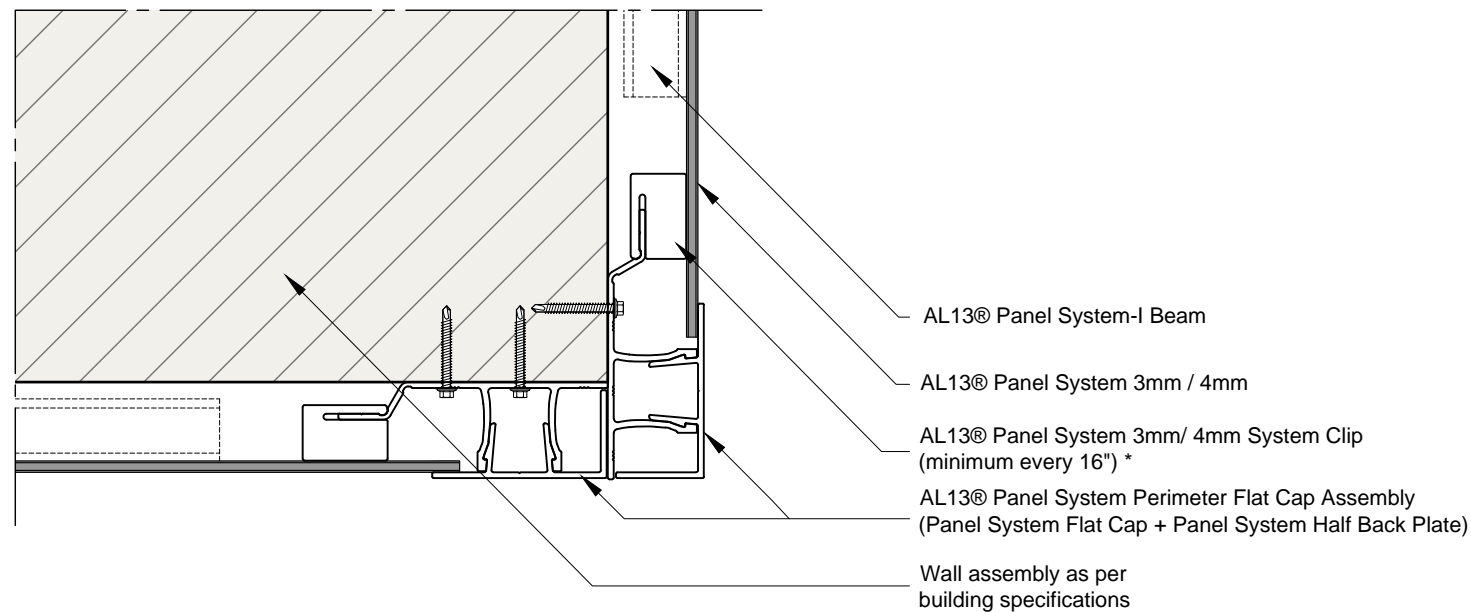 AL13® Panel System-I Beam
AL13® Panel System 3mm / 4mm
AL13® Panel System 3mm/ 4mm System Clip
(minimum every 16") *
AL13® Panel System Perimeter Flat Cap Assembly
(Panel System Flat Cap + Panel System Half Back Plate)
Wall assembly as per
building specifications